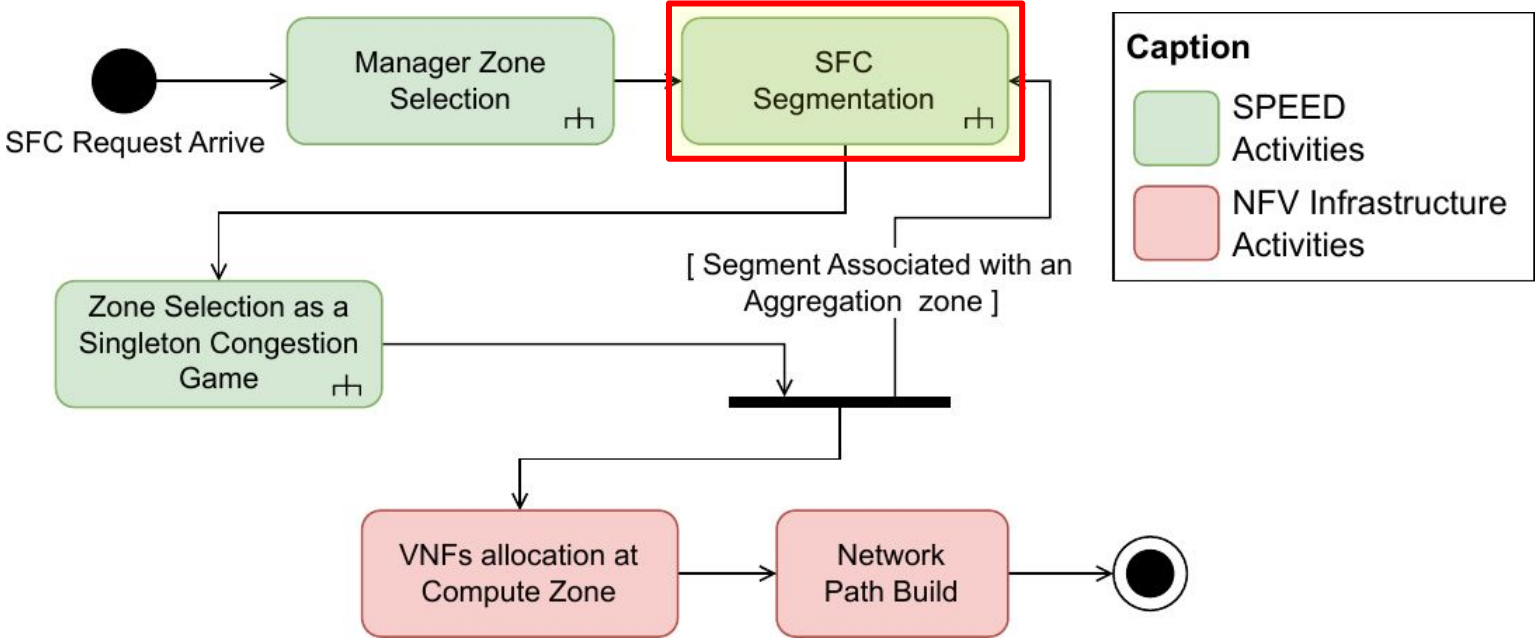 SFC Request Arrive
Manager Zone
Selection
SFC
Segmentation
Caption
SPEED
Activities
NFV Infrastructure
Activities
[ Segment Associated with an
Aggregation zone ]
Zone Selection as a
Singleton Congestion
Game
VNFs allocation at
Compute Zone
Network
Path Build